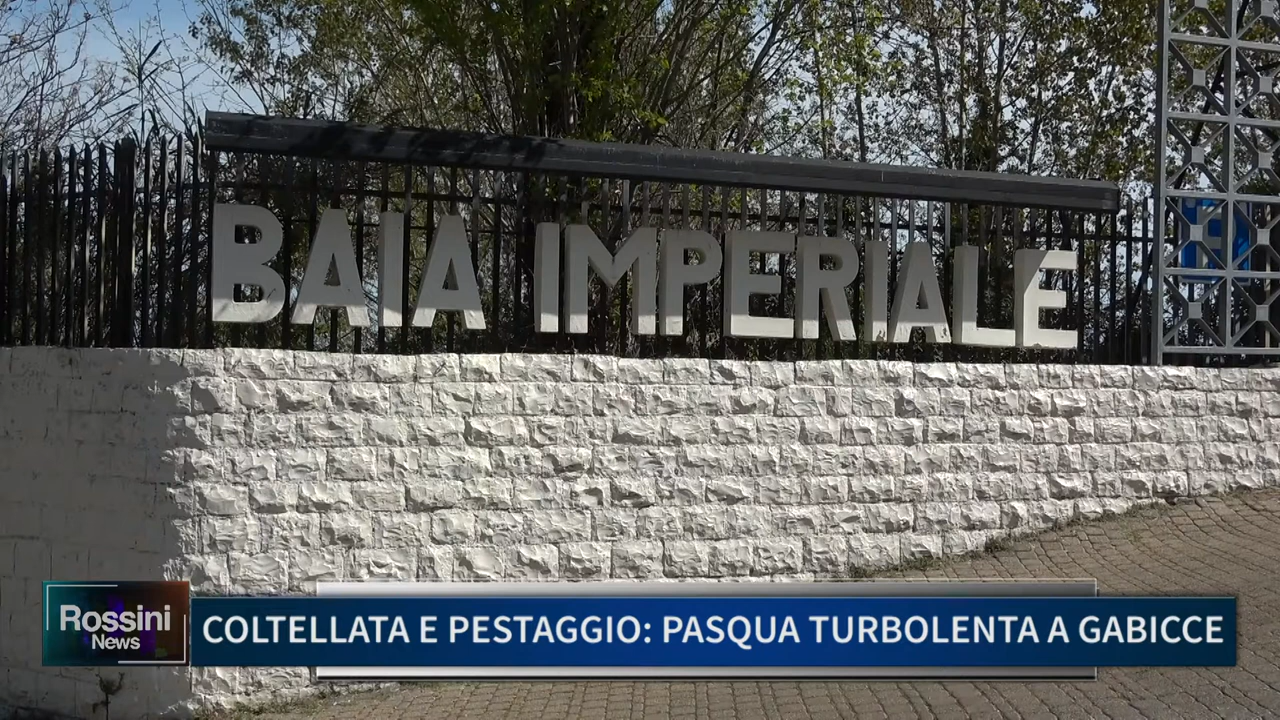 BAIA IMPERIALE
Rossini
News
COLTELLATA E PESTAGGIO: PASQUA TURBOLENTA A GABICCE